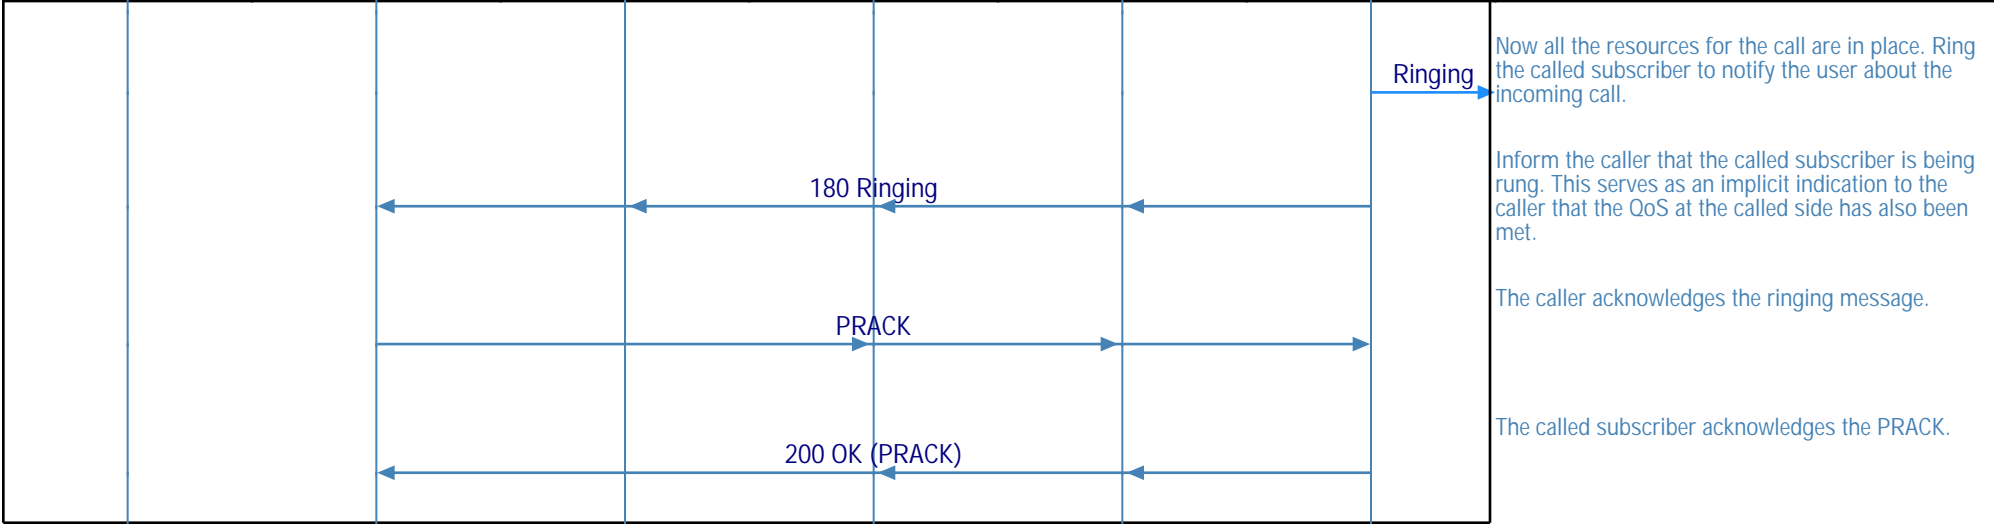 Now all the resources for the call are in place. Ring
the called subscriber to notify the user about the
incoming call.
Ringing
Inform the caller that the called subscriber is being
rung. This serves as an implicit indication to the
caller that the QoS at the called side has also been
met.
180 Ringing
The caller acknowledges the ringing message.
PRACK
The called subscriber acknowledges the PRACK.
200 OK (PRACK)